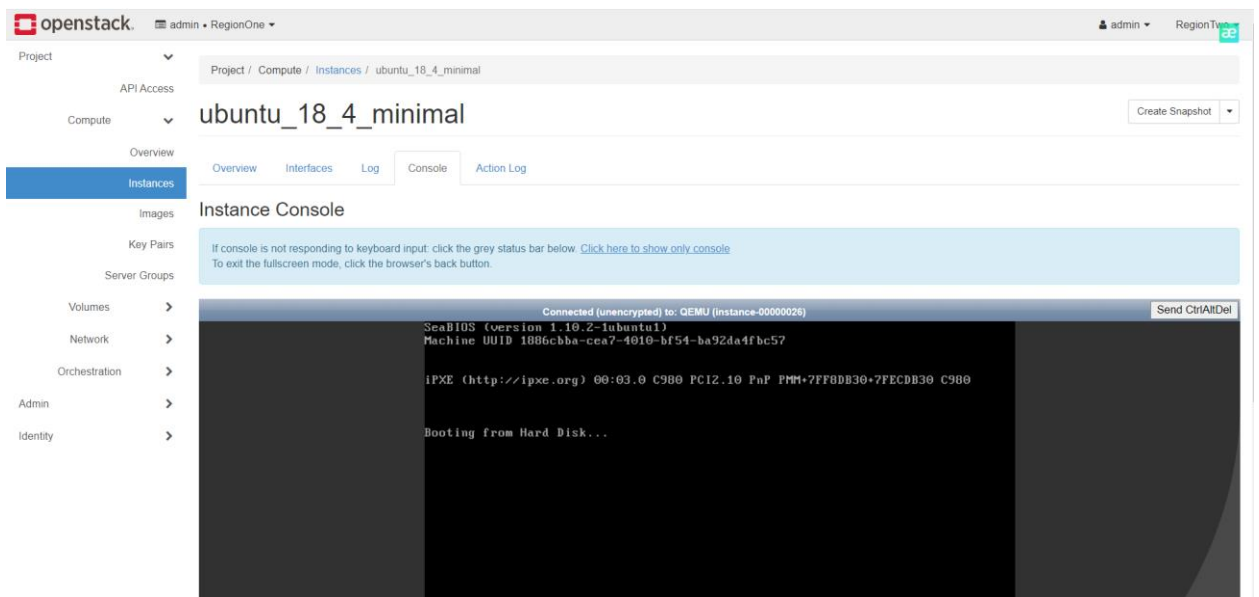 openstack. admin • RegionOne admin RegionTwo
æ
Project
API Access
Compute
Overview
Instances
Images
Key Pairs
Server Groups
Volumes
Network
Orchestration
Admin
Identity
Project / Compute / Instances / ubuntu_18_4_minimal
ubuntu_18_4_minimal
Create Snapshot
Overview Interfaces Log Console Action Log
Instance Console
If console is not responding to keyboard input: click the grey status bar below. Click here to show only console
To exit the fullscreen mode, click the browser's back button.
Connected (unencrypted) to: QEMU (instance-00000026)
Send CtrlAltDel
SeaBIOS (version 1.10.2-1ubuntu1)
Machine UUID 1886cbba-cea7-4010-bf54-ba92da4fbc57
iPXE (http://ipxe.org) 00:03.0 C980 PCI2.10 PnP PMM+7FF8DB30+7FECDB30 C980
Booting from Hard Disk...